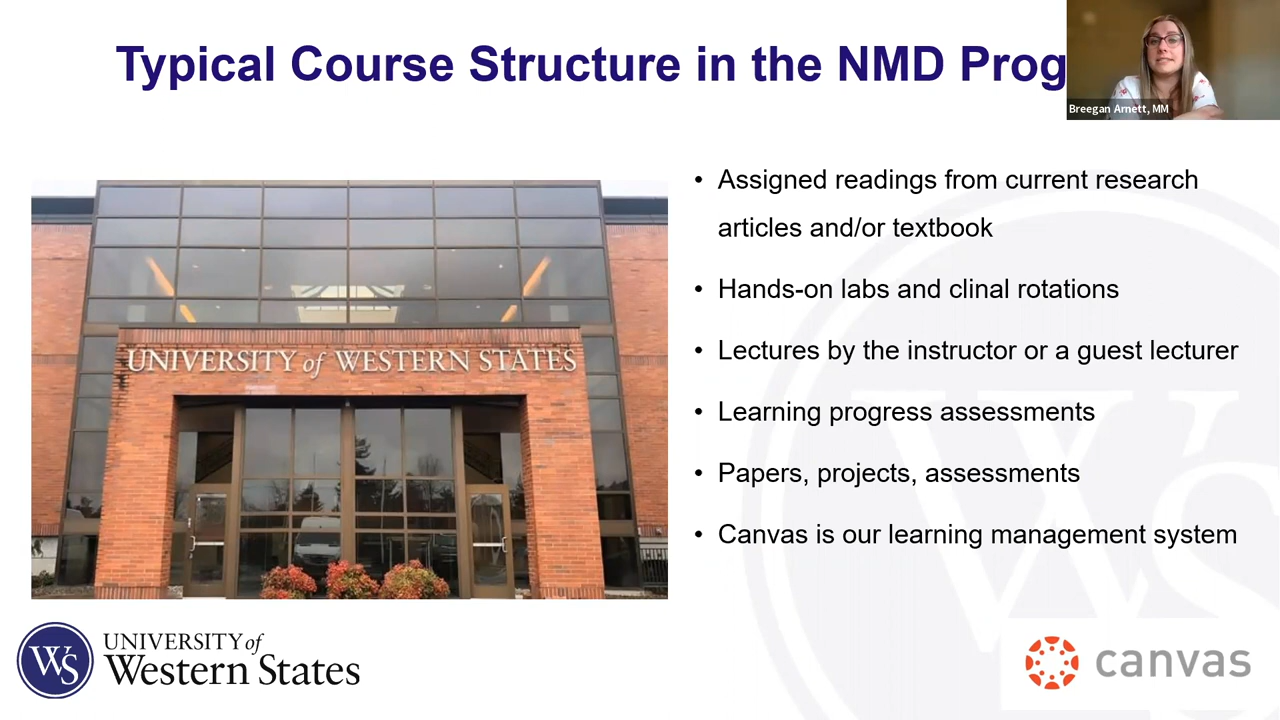 Typical Course Structure in the NMD Prog
Breegan Arnett, MM
• Assigned readings from current research
articles and/or textbook
• Hands-on labs and clinal rotations
• Lectures by the instructor or a guest lecturer
• Learning progress assessments
• Papers, projects, assessments
• Canvas is our learning management system
UNIVERSITY of WESTERN STATES
WS
UNIVERSITY of
Western States
canvas
WS